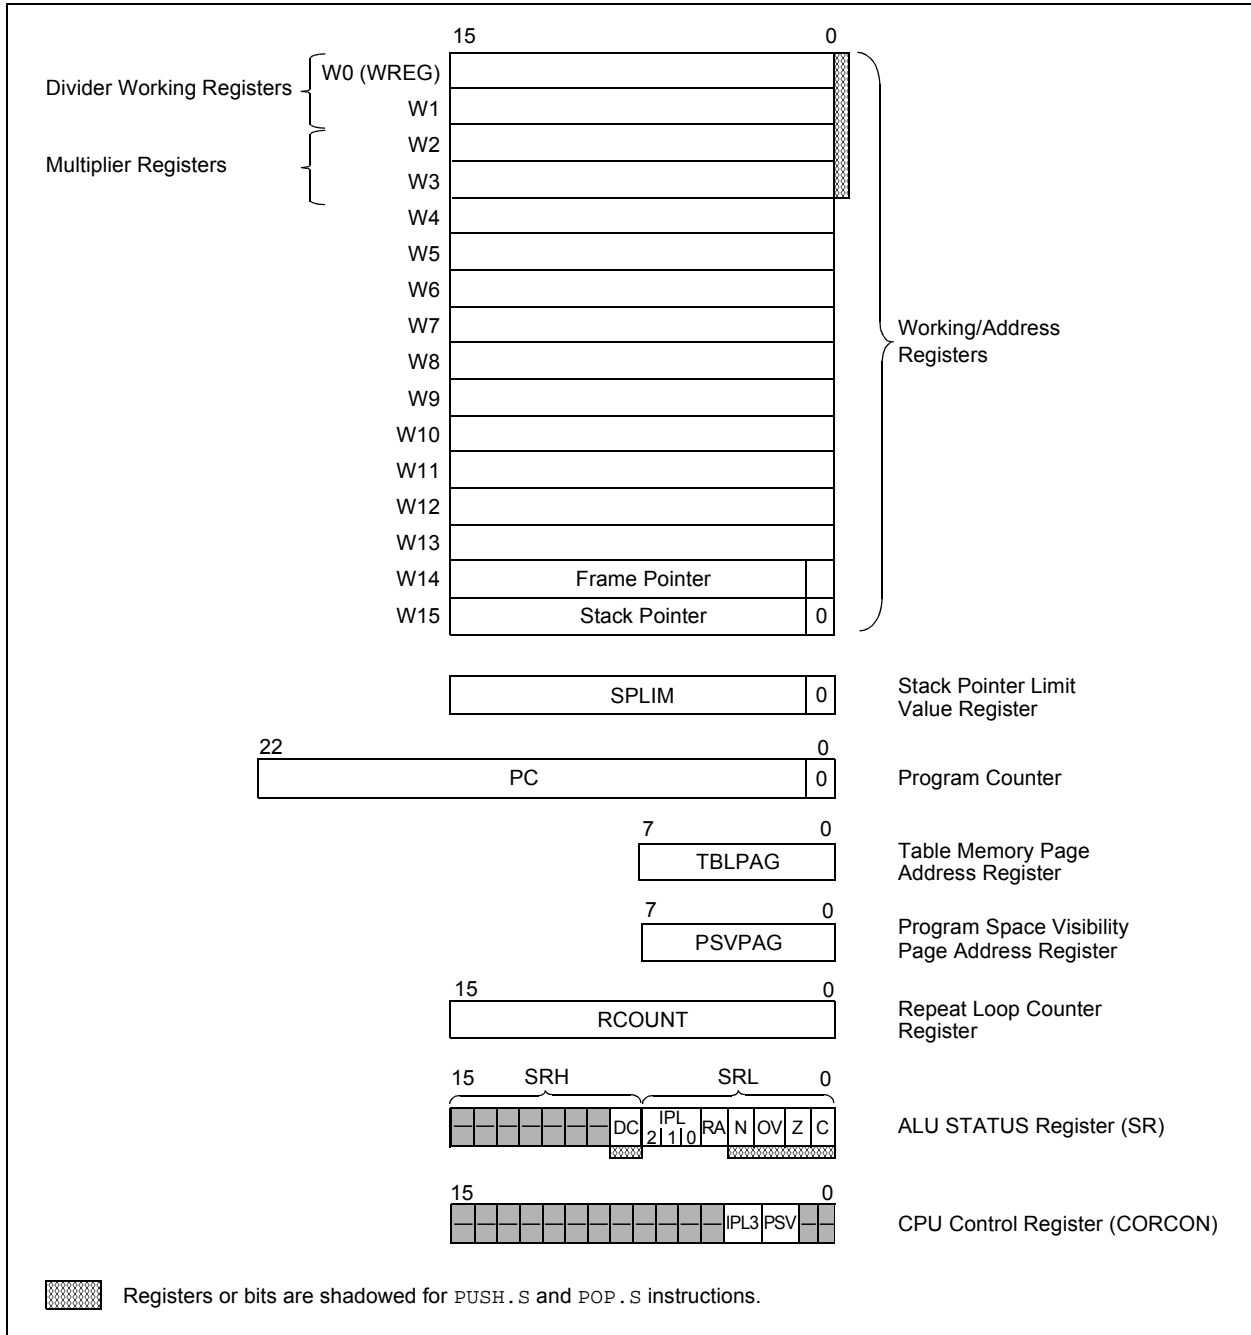 15 0
Divider Working Registers
W0 (WREG)
W1
Multiplier Registers
W2
W3
W4
W5
W6
W7
W8
W9
W10
W11
W12
W13
W14 Frame Pointer
W15 Stack Pointer 0
Working/Address
Registers
SPLIM 0
Stack Pointer Limit
Value Register
22 0
PC 0 Program Counter
7 0
TBLPAG
Table Memory Page
Address Register
7 0
PSVPAG
Program Space Visibility
Page Address Register
15 0
RCOUNT
Repeat Loop Counter
Register
15 SRH SRL 0
— — — — — — — DC IPL 2 1 0 RA N OV Z C ALU STATUS Register (SR)
15 0
— — — — — — — — — — — — IPL3 PSV — — CPU Control Register (CORCON)
Registers or bits are shadowed for PUSH.S and POP.S instructions.